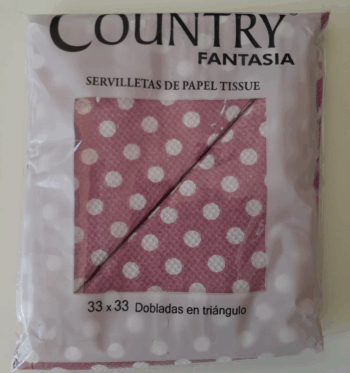 COUNTRY
FANTASIA
SERVILLETAS DE PAPEL TISSUE
33 x 33 Dobladas en triángulo